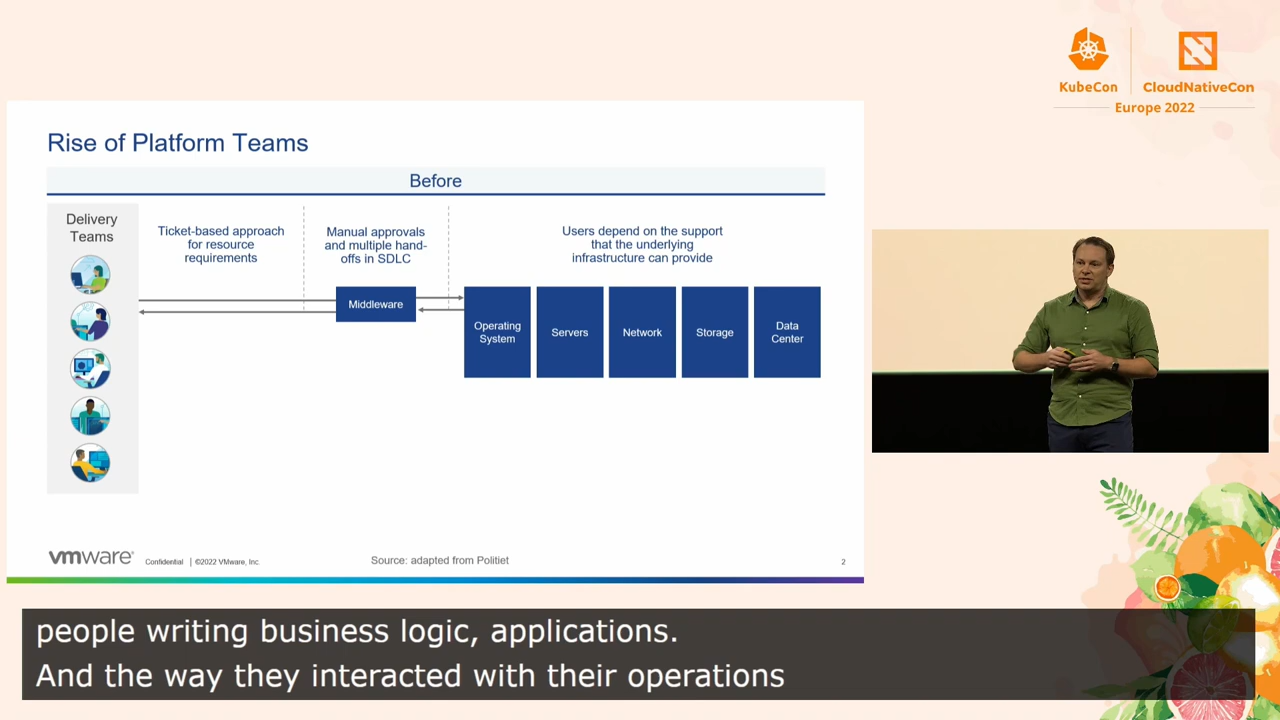 KubeCon
CloudNativeCon
Europe 2022
Rise of Platform Teams
Before
Delivery
Teams
Ticket-based approach
for resource
requirements
Manual approvals
and multiple hand-
offs in SDLC
Users depend on the support
that the underlying
infrastructure can provide
Middleware
Operating
System
Servers
Network
Storage
Data
Center
vmware®
Confidential | ©2022 VMware, Inc.
Source: adapted from Politiet
2
people writing business logic, applications.
And the way they interacted with their operations